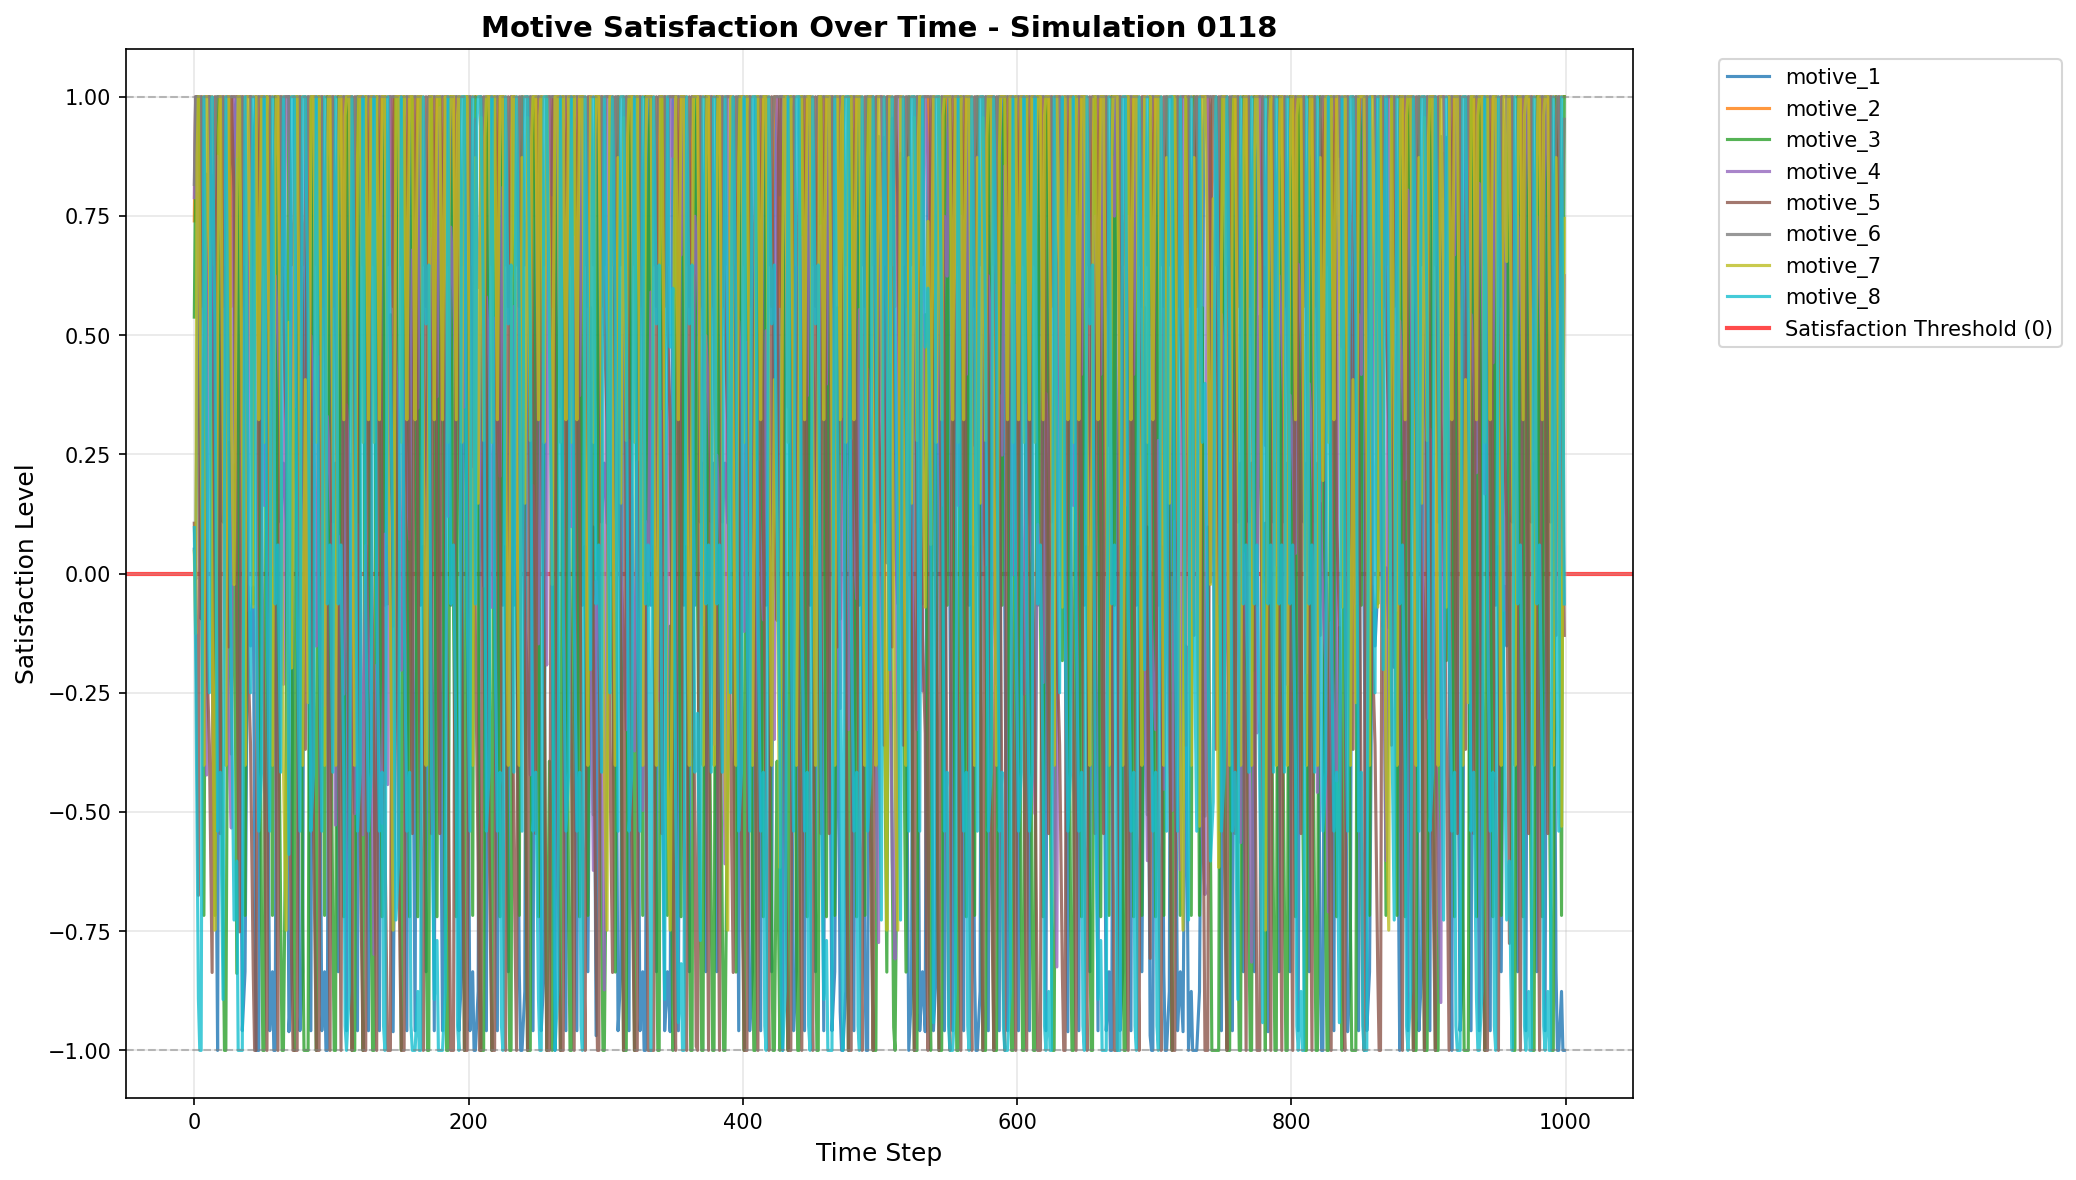 Motive Satisfaction Over Time - Simulation 0118
1.00
0.75
0.50
0.25
0.00
−0.25
−0.50
−0.75
−1.00
Satisfaction Level
0
200
400
600
800
1000
Time Step
motive_1
motive_2
motive_3
motive_4
motive_5
motive_6
motive_7
motive_8
Satisfaction Threshold (0)